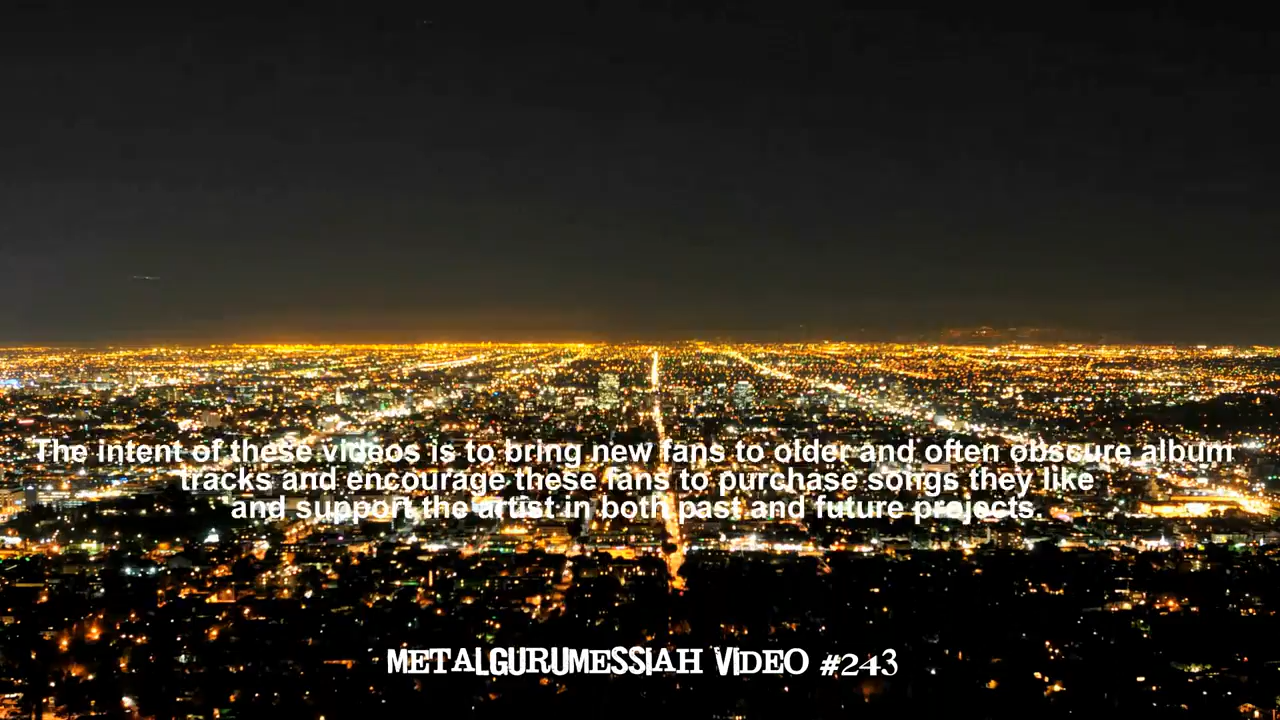 The intent of these videos is to bring new fans to older and often obscure album
tracks and encourage these fans to purchase songs they like
and support the artist in both past and future projects.
METALGURUMESSIAH VIDEO #243